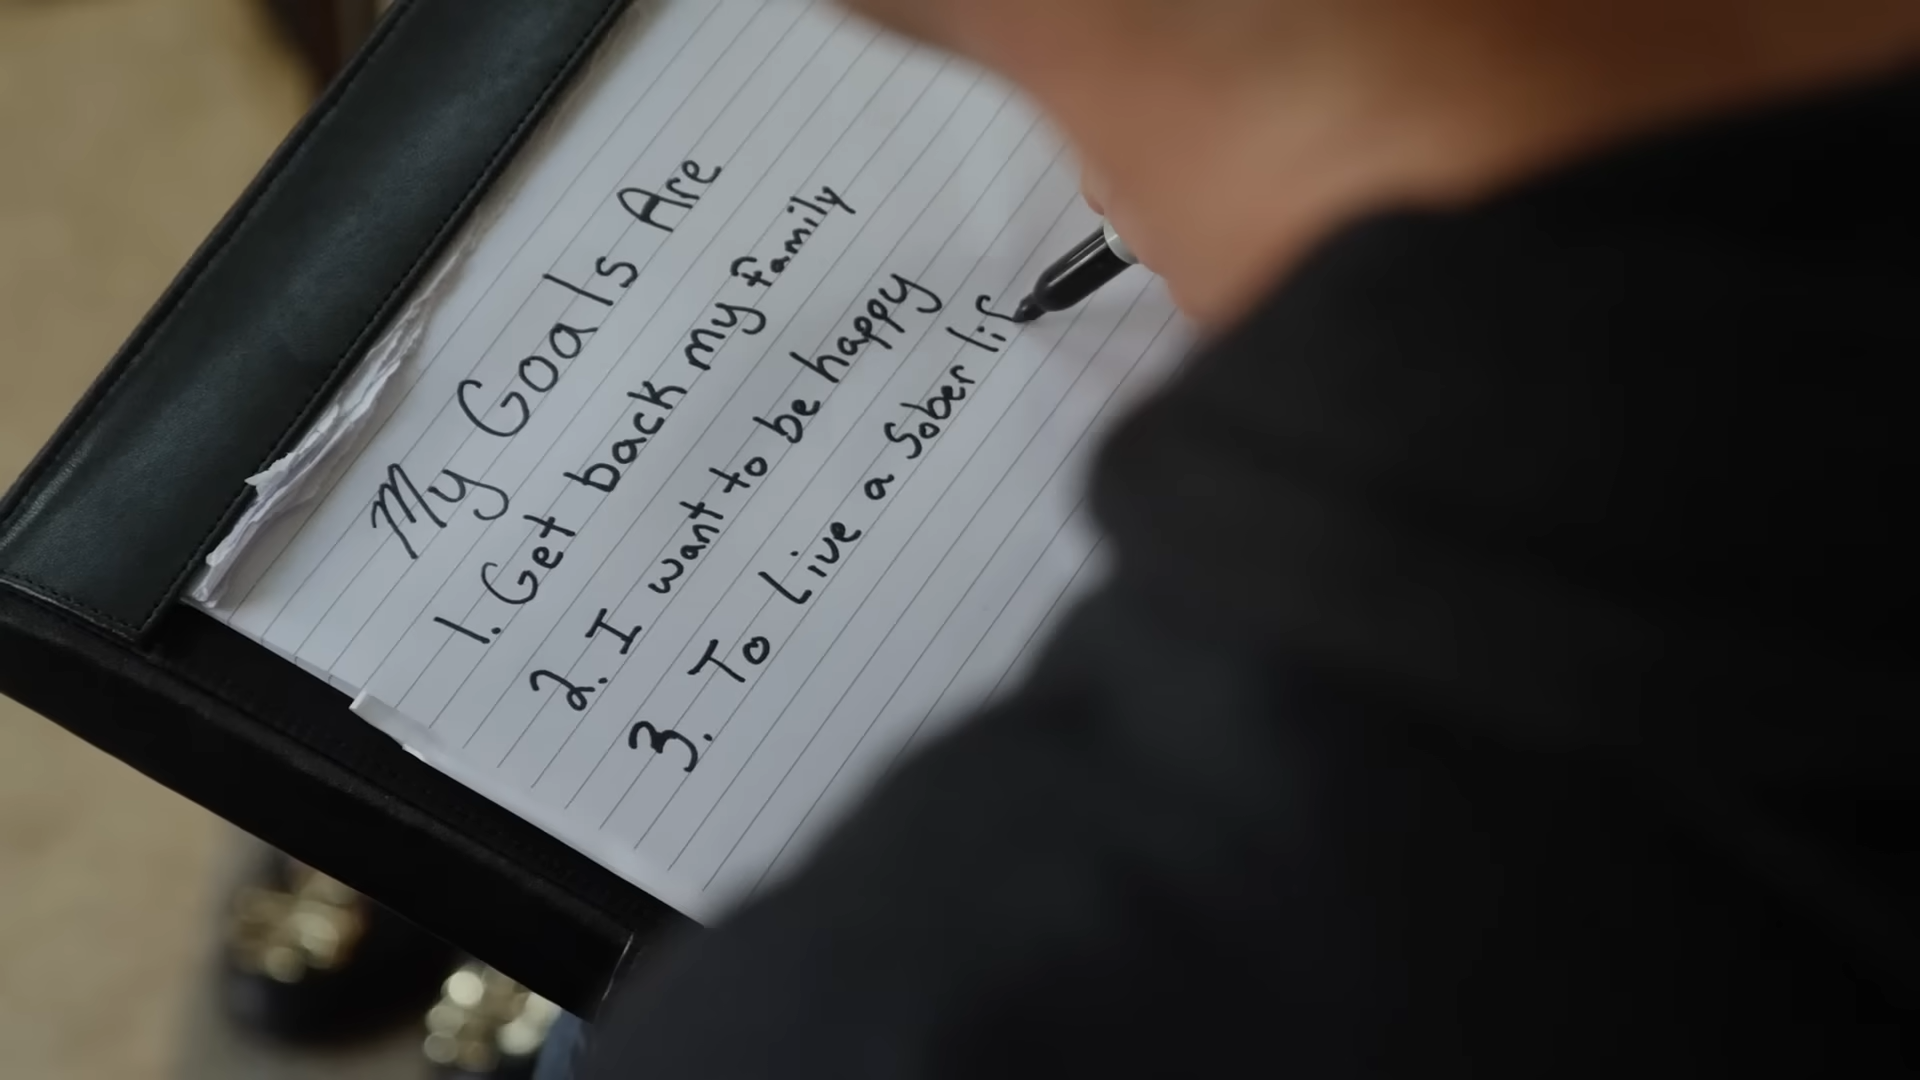 My Goals Are
1. Get back my family
2. I want to be happy
3. To Live a Sober lif